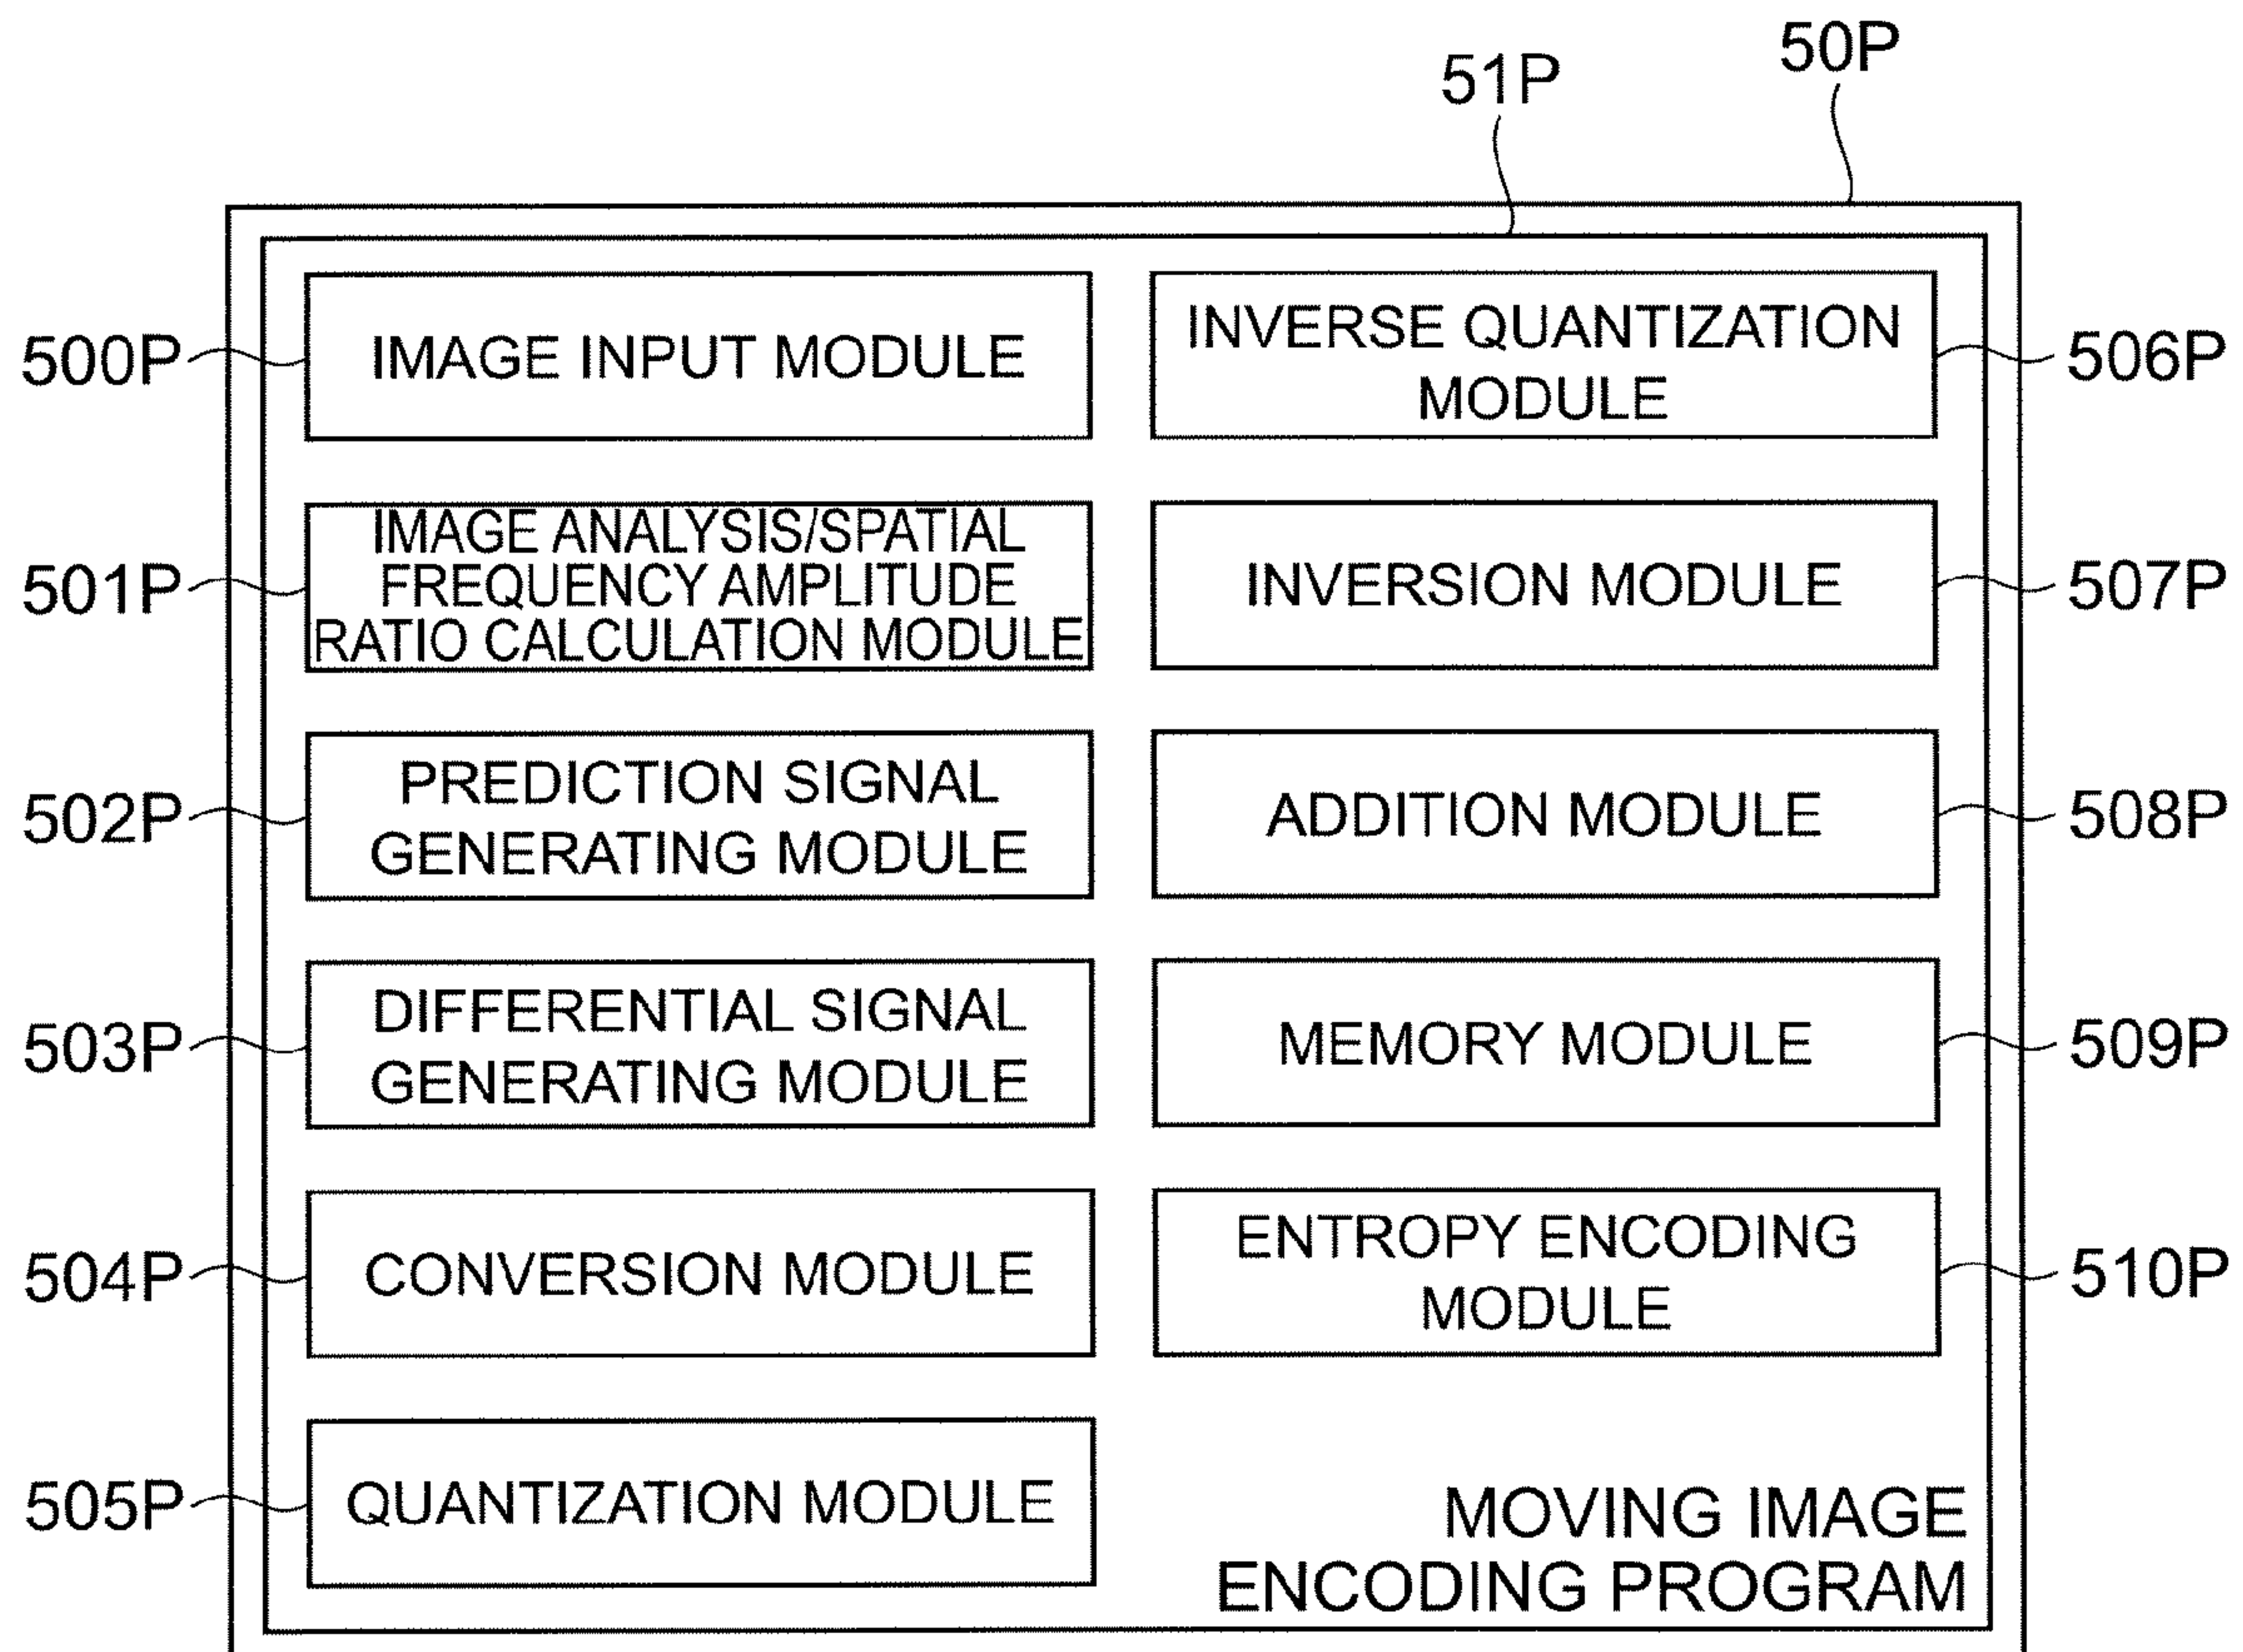 50P
51P
500P
IMAGE INPUT MODULE
501P
IMAGE ANALYSIS/SPATIAL
FREQUENCY AMPLITUDE
RATIO CALCULATION MODULE
502P
PREDICTION SIGNAL
GENERATING MODULE
503P
DIFFERENTIAL SIGNAL
GENERATING MODULE
504P
CONVERSION MODULE
505P
QUANTIZATION MODULE
INVERSE QUANTIZATION
MODULE
506P
INVERSION MODULE
507P
ADDITION MODULE
508P
MEMORY MODULE
509P
ENTROPY ENCODING
MODULE
510P
MOVING IMAGE
ENCODING PROGRAM